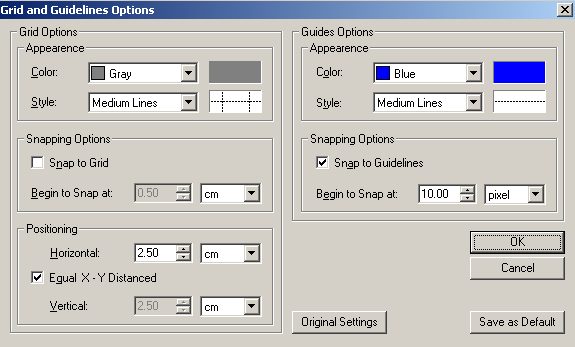 Grid and Guidelines Options
Grid Options
Appearance
Color: Gray
Style: Medium Lines
Snapping Options
Snap to Grid
Begin to Snap at: 0.50 cm
Positioning
Horizontal: 2.50 cm
Equal X - Y Distanced
Vertical: 2.50 cm
Guides Options
Appearence
Color: Blue
Style: Medium Lines
Snapping Options
Snap to Guidelines
Begin to Snap at: 10.00 pixel
OK
Cancel
Original Settings
Save as Default